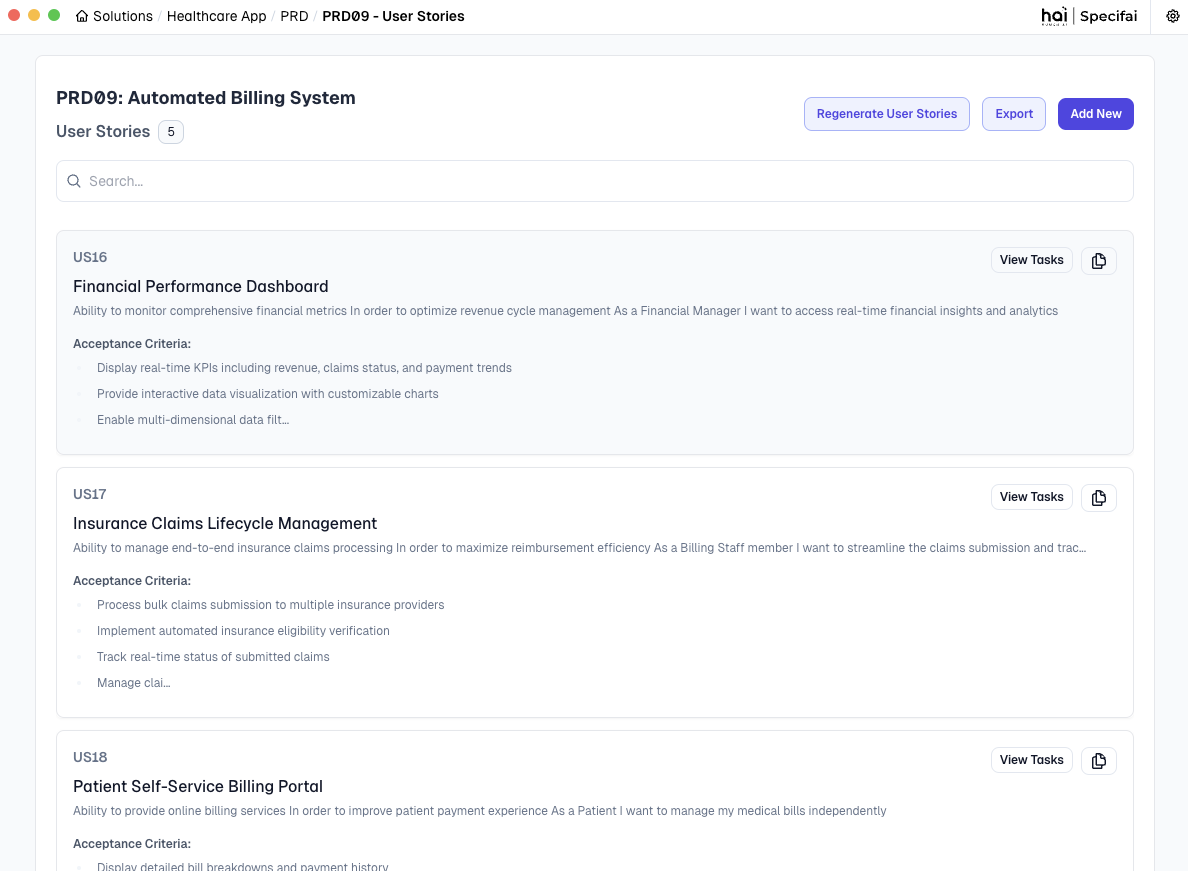 Solutions / Healthcare App / PRD / PRD09 - User Stories
hai | Specifai
PRD09: Automated Billing System
User Stories 5
Regenerate User Stories
Export
Add New
Search...
US16
View Tasks
Financial Performance Dashboard
Ability to monitor comprehensive financial metrics In order to optimize revenue cycle management As a Financial Manager I want to access real-time financial insights and analytics
Acceptance Criteria:
Display real-time KPIs including revenue, claims status, and payment trends
Provide interactive data visualization with customizable charts
Enable multi-dimensional data filt...
US17
View Tasks
Insurance Claims Lifecycle Management
Ability to manage end-to-end insurance claims processing In order to maximize reimbursement efficiency As a Billing Staff member I want to streamline the claims submission and trac...
Acceptance Criteria:
Process bulk claims submission to multiple insurance providers
Implement automated insurance eligibility verification
Track real-time status of submitted claims
Manage clai...
US18
View Tasks
Patient Self-Service Billing Portal
Ability to provide online billing services In order to improve patient payment experience As a Patient I want to manage my medical bills independently
Acceptance Criteria:
Display detailed bill breakdowns and payment history